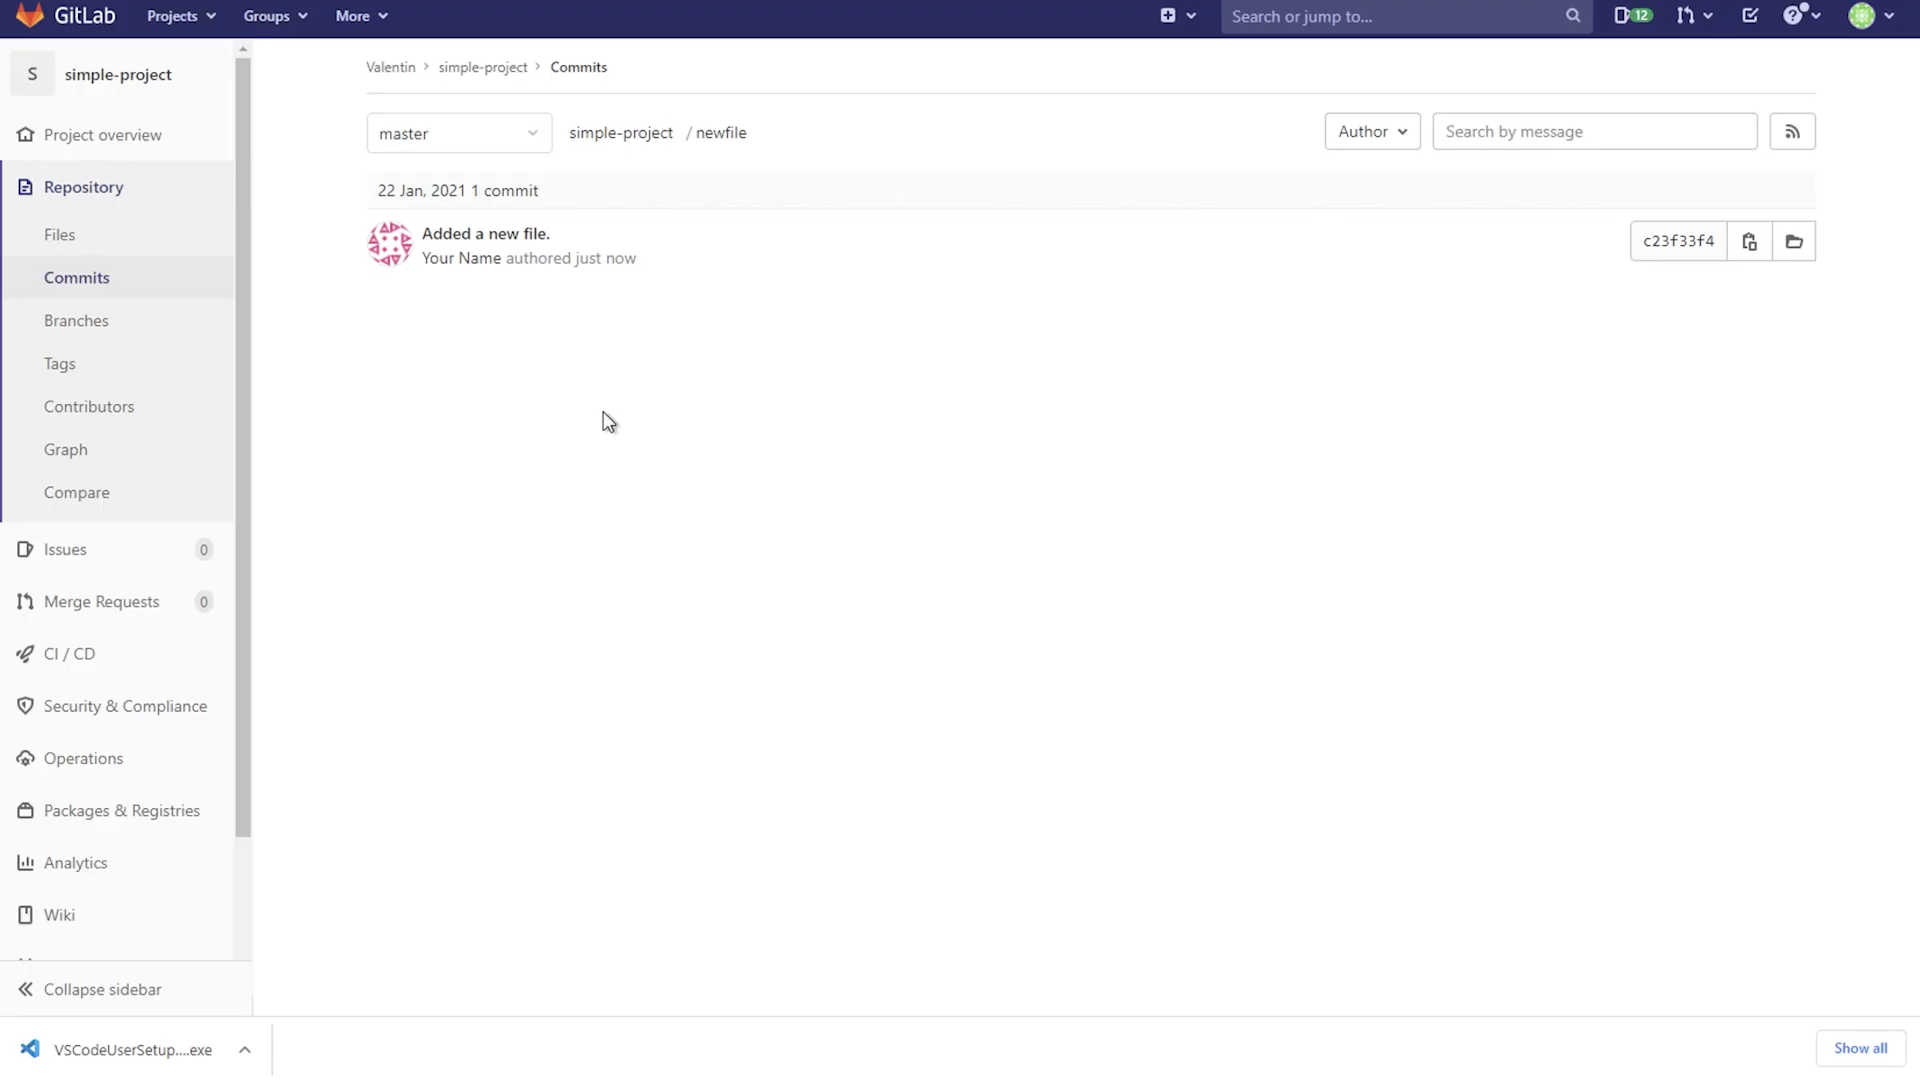 GitLab
Projects
Groups
More
Search or jump to...
12
?
S
simple-project
Project overview
Repository
Files
Commits
Branches
Tags
Contributors
Graph
Compare
Issues
0
Merge Requests
0
CI / CD
Security & Compliance
Operations
Packages & Registries
Analytics
Wiki
Collapse sidebar
Valentin › simple-project › Commits
master
simple-project / newfile
Author
Search by message
22 Jan, 2021 1 commit
Added a new file.
Your Name authored just now
c23f33f4
VSCodeUserSetup....exe
Show all